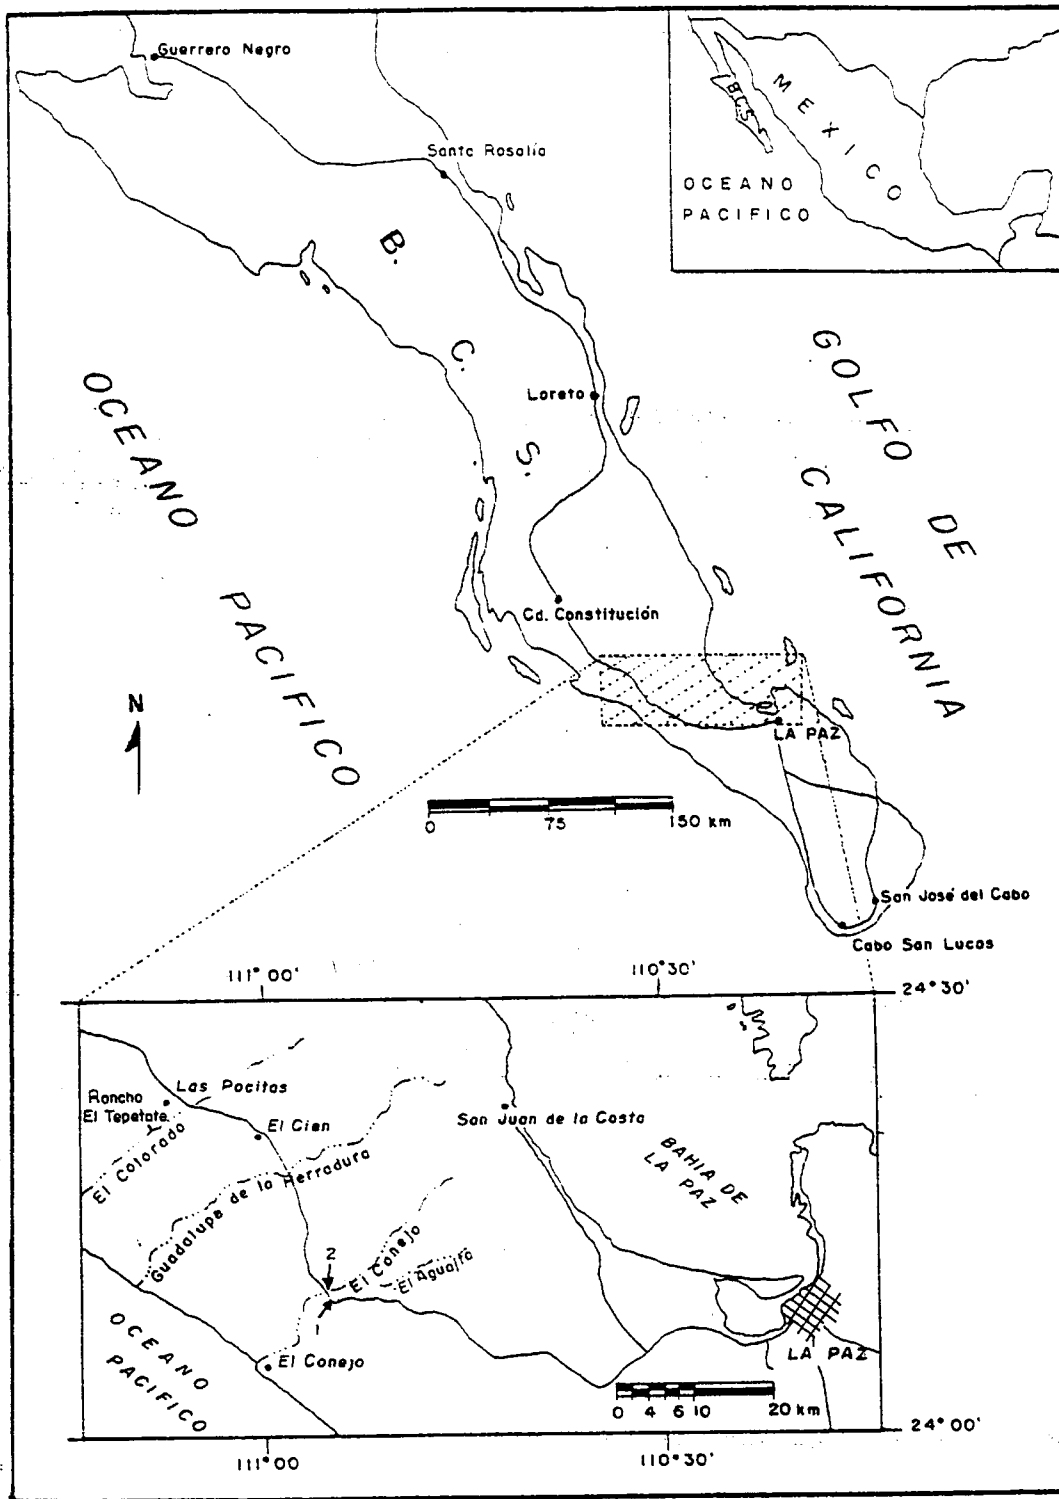 Guerrero Negro
Santa Rosalía
B.
C.
S.
Loreto
Cd. Constitución
LA PAZ
San José del Cabo
Cabo San Lucas
OCEANO
PACIFICO
GOLFO DE
CALIFORNIA
N
0 75 150 km
B.C.S.
MEXICO
OCEANO
PACIFICO
111° 00'
110° 30'
24° 30'
Rancho
El Tepetate
Las Pocitas
El Cien
El Colorado
Guadalupe de la Herradura
San Juan de la Costa
BAHIA DE
LA PAZ
2
El Conejo
El Aguajito
1
El Conejo
OCEANO
PACIFICO
LA PAZ
0 4 6 10 20 km
24° 00'
111° 00
110° 30'